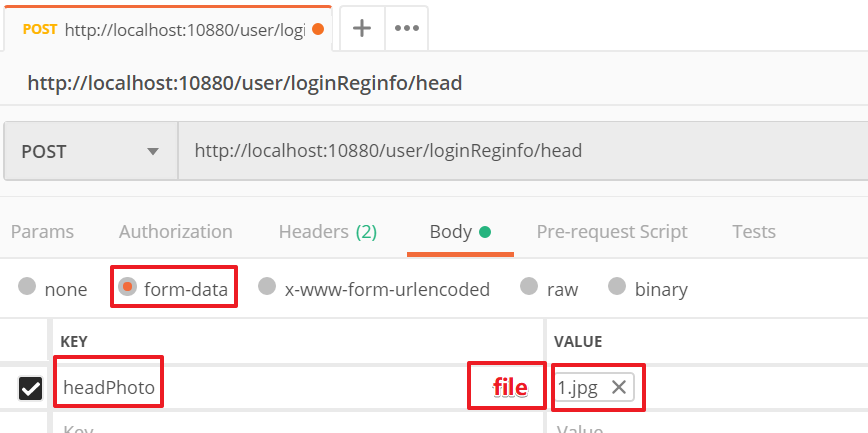 POST http://localhost:10880/user/logi
http://localhost:10880/user/loginReginfo/head
POST http://localhost:10880/user/loginReginfo/head
Params Authorization Headers (2) Body Pre-request Script Tests
none form-data x-www-form-urlencoded raw binary
KEY VALUE
headPhoto file 1.jpg
Key Value